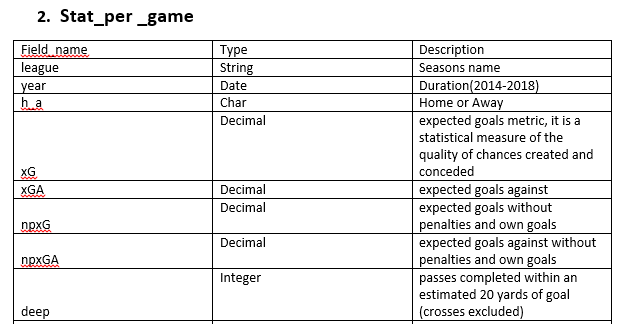 2. Stat_per _game
Field_name Type Description
league String Seasons name
year Date Duration(2014-2018)
h_a Char Home or Away
xG Decimal expected goals metric, it is a
statistical measure of the
quality of chances created and
conceded
xGA Decimal expected goals against
npxG Decimal expected goals without
penalties and own goals
npxGA Decimal expected goals against without
penalties and own goals
deep Integer passes completed within an
estimated 20 yards of goal
(crosses excluded)